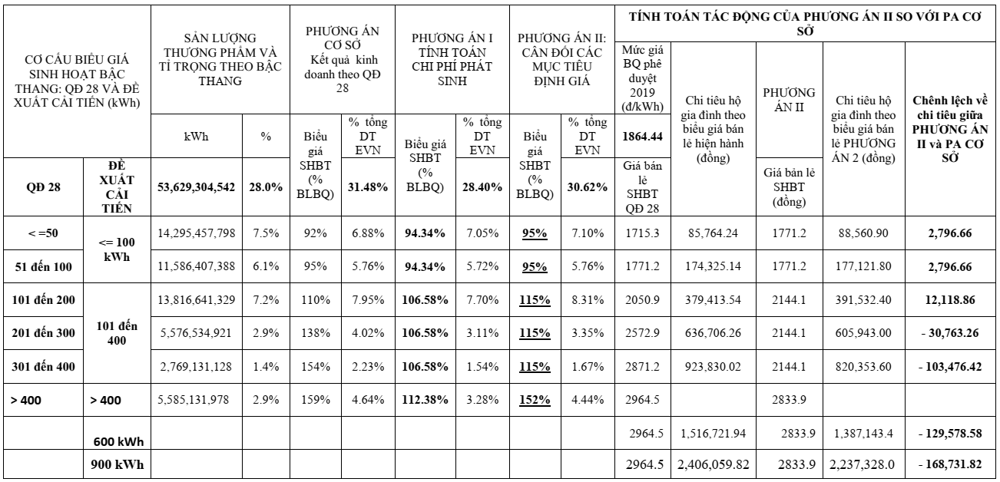 CƠ CẤU BIỂU GIÁ
SINH HOẠT BẬC
THANG: QĐ 28 VÀ ĐỀ
XUẤT CẢI TIẾN (kWh)
SẢN LƯỢNG
THƯƠNG PHẨM VÀ
TỈ TRỌNG THEO BẬC
THANG
PHƯƠNG ÁN
CƠ SỞ
Kết quả kinh
doanh theo QĐ
28
PHƯƠNG ÁN I
TÍNH TOÁN
CHI PHÍ PHÁT
SINH
PHƯƠNG ÁN II:
CÂN ĐỐI CÁC
MỤC TIÊU
ĐỊNH GIÁ
TÍNH TOÁN TÁC ĐỘNG CỦA PHƯƠNG ÁN II SO VỚI PA CƠ
SỞ
Mức giá
BQ phê
duyệt
2019
(đ/kWh)
Chi tiêu hộ
gia đình theo
biểu giá bán
lẻ hiện hành
(đồng)
PHƯƠNG
ÁN II
Chi tiêu hộ
gia đình theo
biểu giá bán
lẻ PHƯƠNG
ÁN 2 (đồng)
Chênh lệch về
chi tiêu giữa
PHƯƠNG ÁN
II và PA CƠ
SỞ
kWh
%
Biểu
giá
SHBT
(%
BLBQ)
% tổng
DT
EVN
Biểu giá
SHBT
(%
BLBQ)
% tổng
DT
EVN
Biểu
giá
SHBT
(%
BLBQ)
% tổng
DT
EVN
1864.44
QĐ 28
ĐỀ
XUẤT
CẢI
TIẾN
53,629,304,542
28.0%
31.48%
28.40%
30.62%
Giá bán
lẻ
SHBT
QĐ 28
Giá bản lẻ
SHBT
(đồng)
< =50
<= 100
kWh
14,295,457,798 7.5% 92% 6.88% 94.34% 7.05% 95% 7.10% 1715.3 85,764.24 1771.2 88,560.90 2,796.66
51 đến 100
11,586,407,388 6.1% 95% 5.76% 94.34% 5.72% 95% 5.76% 1771.2 174,325.14 1771.2 177,121.80 2,796.66
101 đến 200
101 đến
400
13,816,641,329 7.2% 110% 7.95% 106.58% 7.70% 115% 8.31% 2050.9 379,413.54 2144.1 391,532.40 12,118.86
201 đến 300
5,576,534,921 2.9% 138% 4.02% 106.58% 3.11% 115% 3.35% 2572.9 636,706.26 2144.1 605,943.00 - 30,763.26
301 đến 400
2,769,131,128 1.4% 154% 2.23% 106.58% 1.54% 115% 1.67% 2871.2 923,830.02 2144.1 820,353.60 - 103,476.42
> 400 > 400 5,585,131,978 2.9% 159% 4.64% 112.38% 3.28% 152% 4.44% 2964.5 2833.9
600 kWh 2964.5 1,516,721.94 2833.9 1,387,143.4 - 129,578.58
900 kWh 2964.5 2,406,059.82 2833.9 2,237,328.0 - 168,731.82